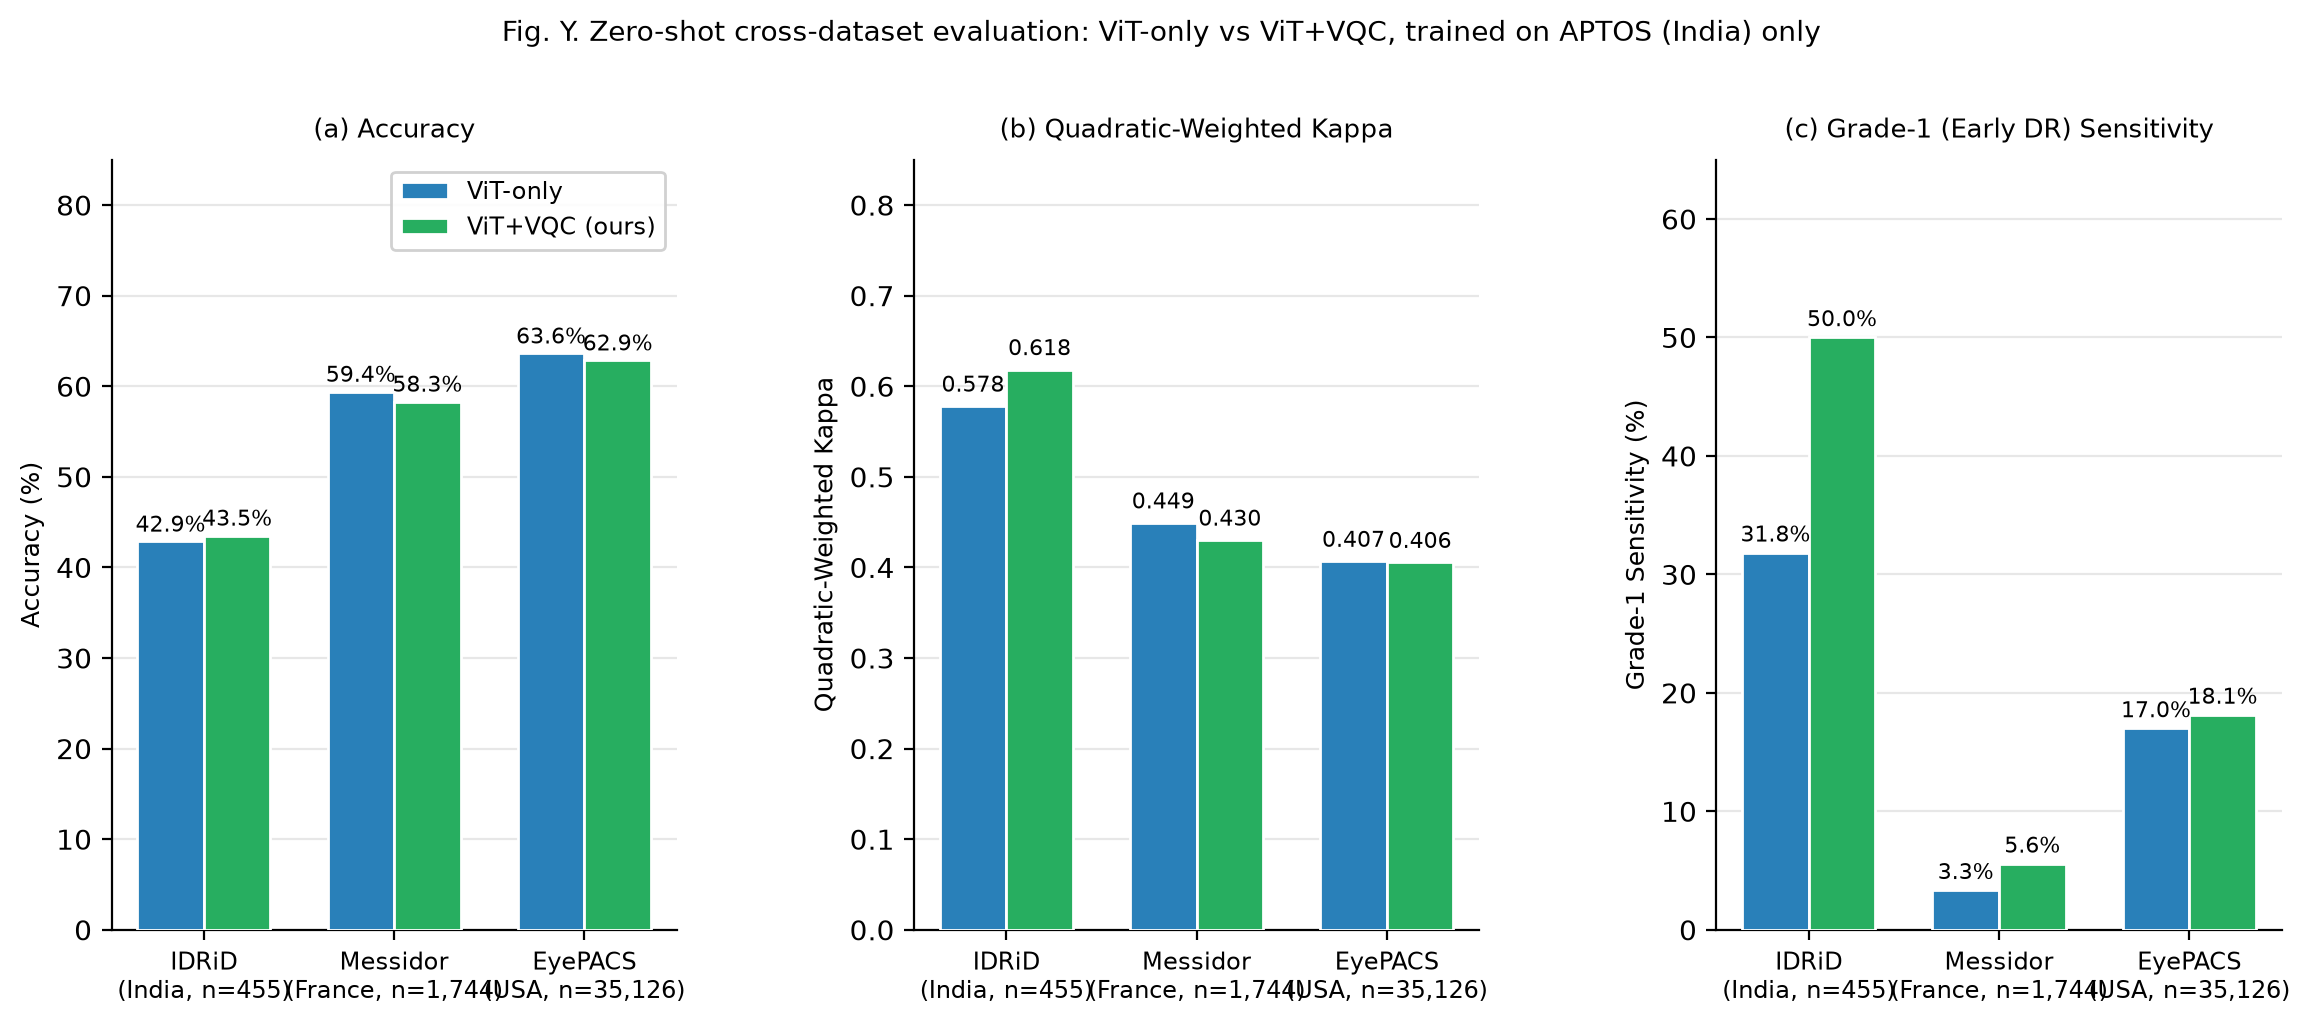 Fig. Y. Zero-shot cross-dataset evaluation: ViT-only vs ViT+VQC, trained on APTOS (India) only
(a) Accuracy
ViT-only
ViT+VQC (ours)
Accuracy (%)
80
70
60
50
40
30
20
10
0
42.9%
43.5%
59.4%
58.3%
63.6%
62.9%
IDRiD
(India, n=455)
Messidor
(France, n=1,744)
EyePACS
(USA, n=35,126)
(b) Quadratic-Weighted Kappa
Quadratic-Weighted Kappa
0.8
0.7
0.6
0.5
0.4
0.3
0.2
0.1
0.0
0.578
0.618
0.449
0.430
0.407
0.406
IDRiD
(India, n=455)
Messidor
(France, n=1,744)
EyePACS
(USA, n=35,126)
(c) Grade-1 (Early DR) Sensitivity
Grade-1 Sensitivity (%)
60
50
40
30
20
10
0
31.8%
50.0%
3.3%
5.6%
17.0%
18.1%
IDRiD
(India, n=455)
Messidor
(France, n=1,744)
EyePACS
(USA, n=35,126)